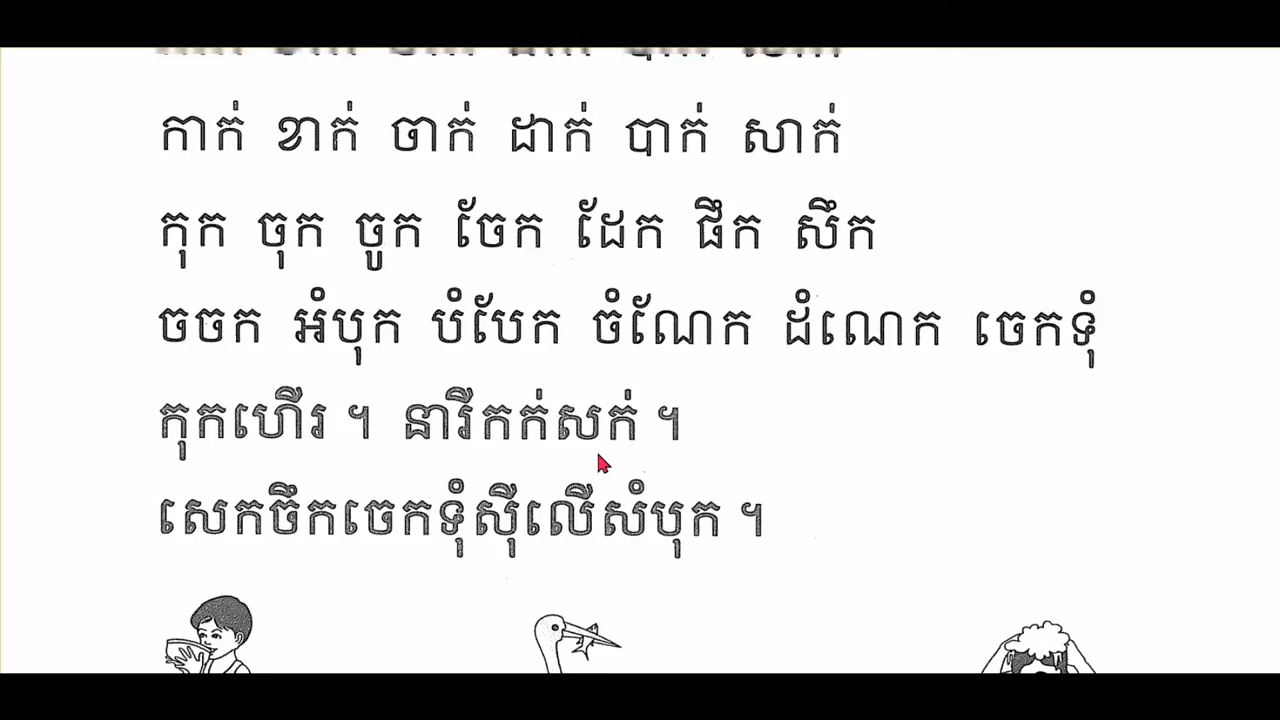 កាក់ ខាក់ ចាក់ ដាក់ បាក់ សាក់
កុក ចុក ចូក ចែក ដែក ផឹក សឹក
ចចក អំបុក បំបែក ចំណែក ដំណេក ចេកទុំ
កុកហើរ ។ នារីកក់សក់ ។
សេកចឹកចេកទុំស៊ីលើសំបុក ។